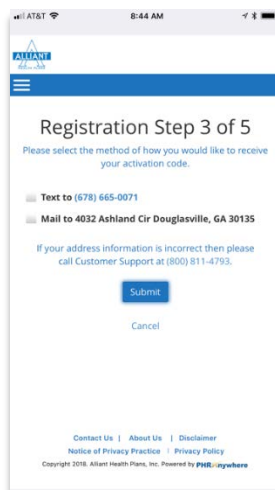 AT&T 8:44 AM
ALLIANT
Registration Step 3 of 5
Please select the method of how you would like to receive
your activation code.
Text to (678) 665-0071
Mail to 4032 Ashland Cir Douglasville, GA 30135
If your address information is incorrect then please
call Customer Support at (800) 811-4793.
Submit
Cancel
Contact Us | About Us | Disclaimer
Notice of Privacy Practice | Privacy Policy
Copyright 2018. Alliant Health Plans, Inc. Powered by PHRAnywhere